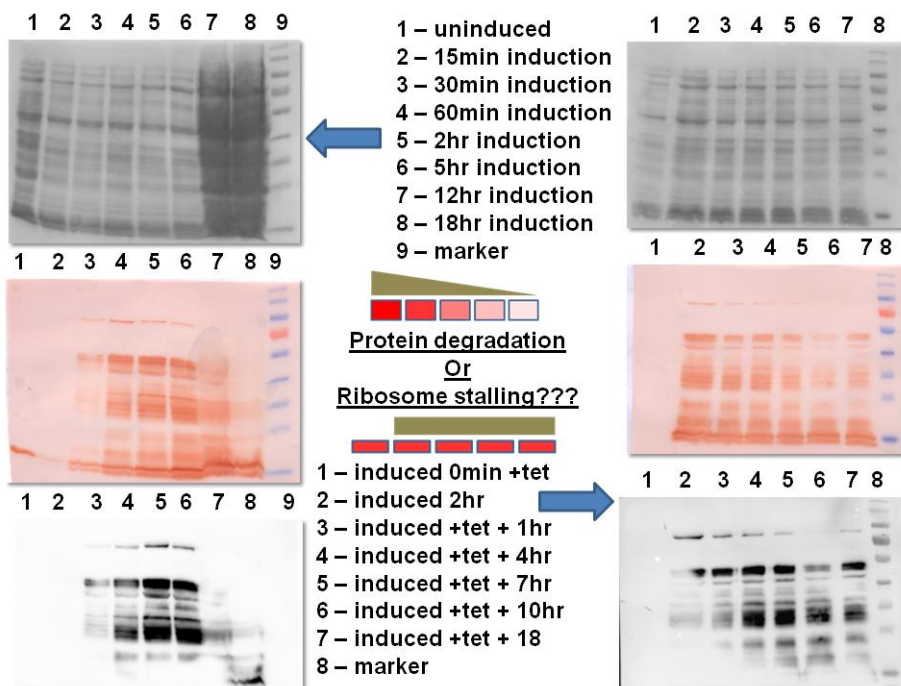 1 2 3 4 5 6 7 8 9
1 – uninduced
2 – 15min induction
3 – 30min induction
4 – 60min induction
5 – 2hr induction
6 – 5hr induction
7 – 12hr induction
8 – 18hr induction
9 – marker
1 2 3 4 5 6 7 8
1 2 3 4 5 6 7 8 9
Protein degradation
Or
Ribosome stalling???
1 2 3 4 5 6 7 8
1 2 3 4 5 6 7 8 9
1 – induced 0min +tet
2 – induced 2hr
3 – induced +tet + 1hr
4 – induced +tet + 4hr
5 – induced +tet + 7hr
6 – induced +tet + 10hr
7 – induced +tet + 18
8 – marker
1 2 3 4 5 6 7 8